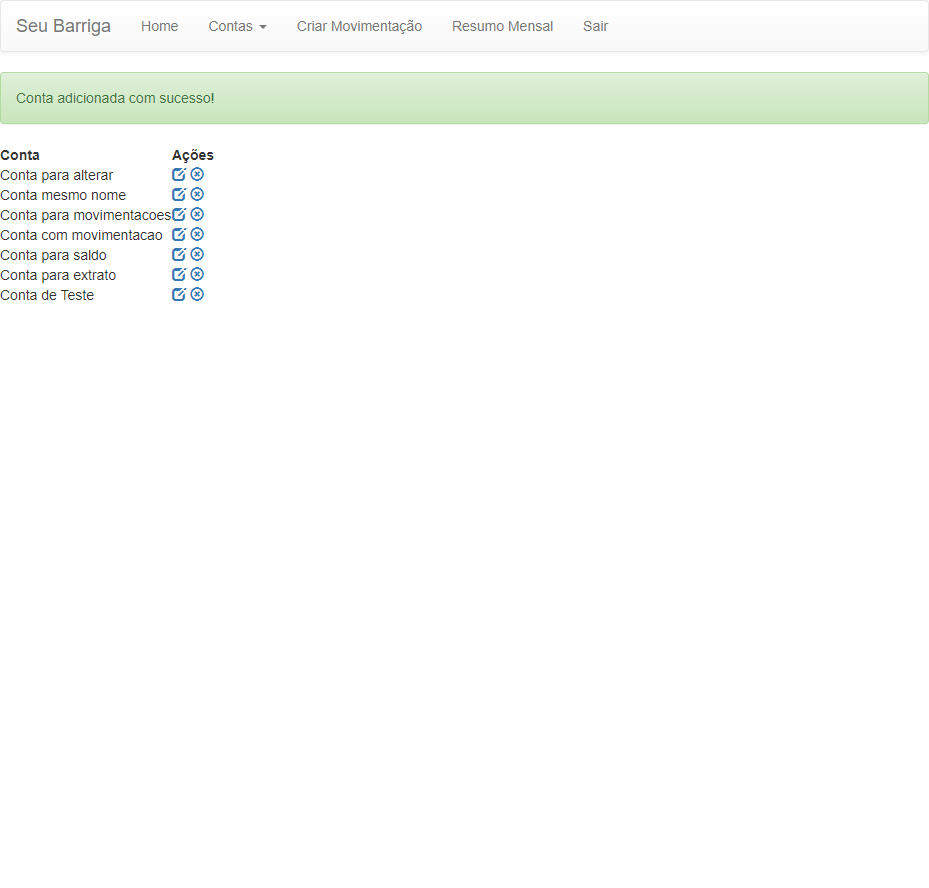 Seu Barriga Home Contas Criar Movimentação Resumo Mensal Sair
Conta adicionada com sucesso!
Conta Ações
Conta para alterar
Conta mesmo nome
Conta para movimentacoes
Conta com movimentacao
Conta para saldo
Conta para extrato
Conta de Teste